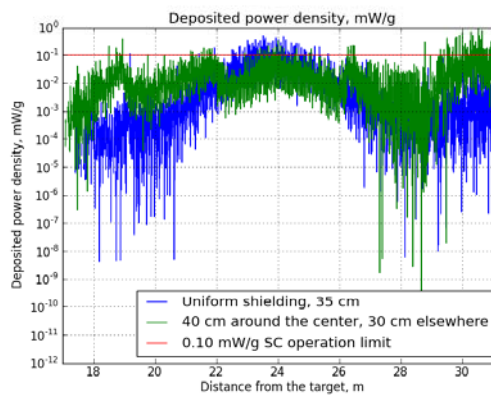 Deposited power density, mW/g
Deposited power density, mW/g
10^0
10^-1
10^-2
10^-3
10^-4
10^-5
10^-6
10^-7
10^-8
10^-9
10^-10
10^-11
10^-12
Uniform shielding, 35 cm
40 cm around the center, 30 cm elsewhere
0.10 mW/g SC operation limit
18 20 22 24 26 28 30
Distance from the target, m